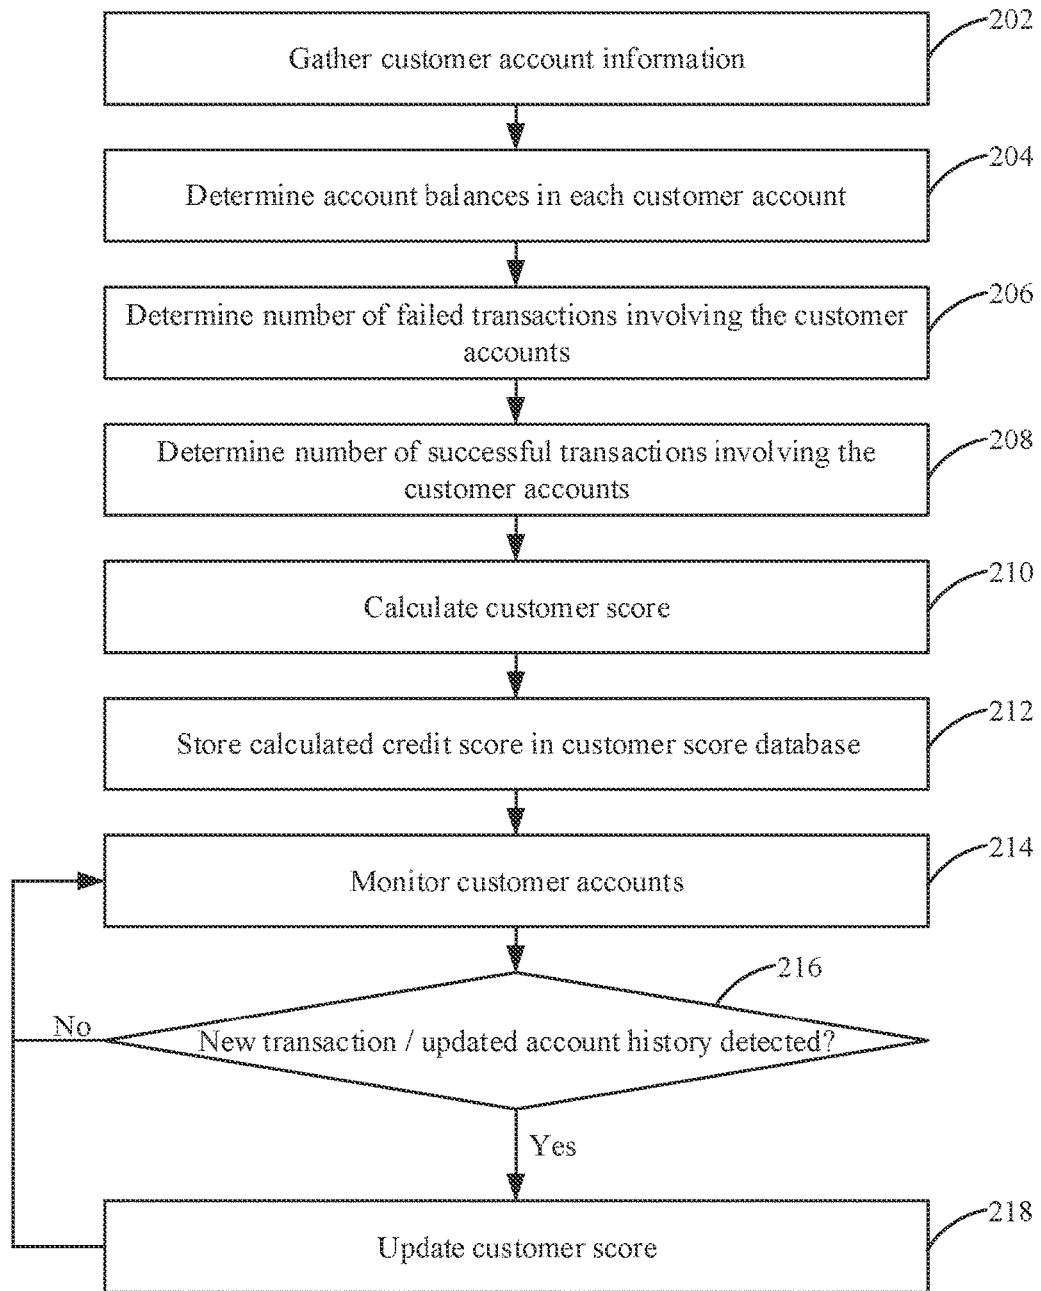 202
Gather customer account information
204
Determine account balances in each customer account
206
Determine number of failed transactions involving the customer
accounts
208
Determine number of successful transactions involving the
customer accounts
210
Calculate customer score
212
Store calculated credit score in customer score database
214
Monitor customer accounts
216
No
New transaction / updated account history detected?
Yes
218
Update customer score